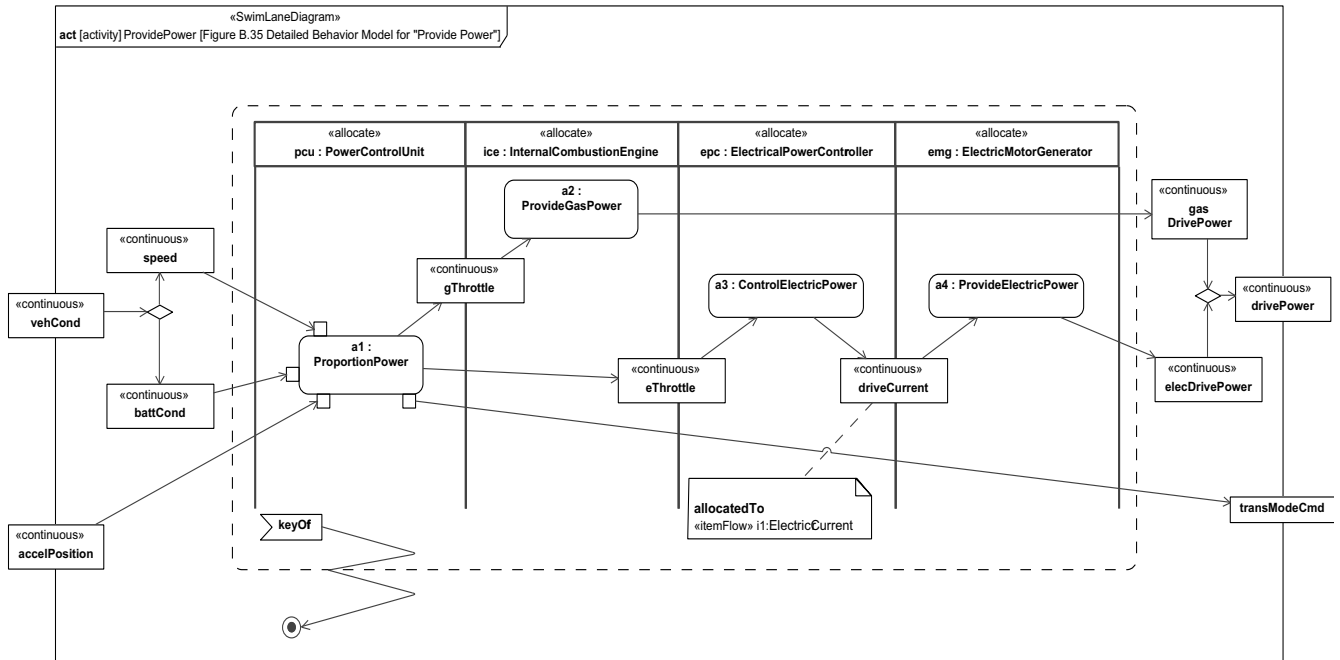 «SwimLaneDiagram»
act [activity] ProvidePower [Figure B.35 Detailed Behavior Model for "Provide Power"]
«allocate»
pcu : PowerControlUnit
«allocate»
ice : InternalCombustionEngine
«allocate»
epc : ElectricalPowerController
«allocate»
emg : ElectricMotorGenerator
a2 :
ProvideGasPower
«continuous»
gas
DrivePower
«continuous»
speed
«continuous»
gThrottle
a3 : ControlElectricPower
a4 : ProvideElectricPower
«continuous»
vehCond
«continuous»
drivePower
a1 :
ProportionPower
«continuous»
eThrottle
«continuous»
driveCurrent
«continuous»
elecDrivePower
«continuous»
battCond
allocatedTo
«itemFlow» i1:ElectricCurrent
keyOf
transModeCmd
«continuous»
accelPosition